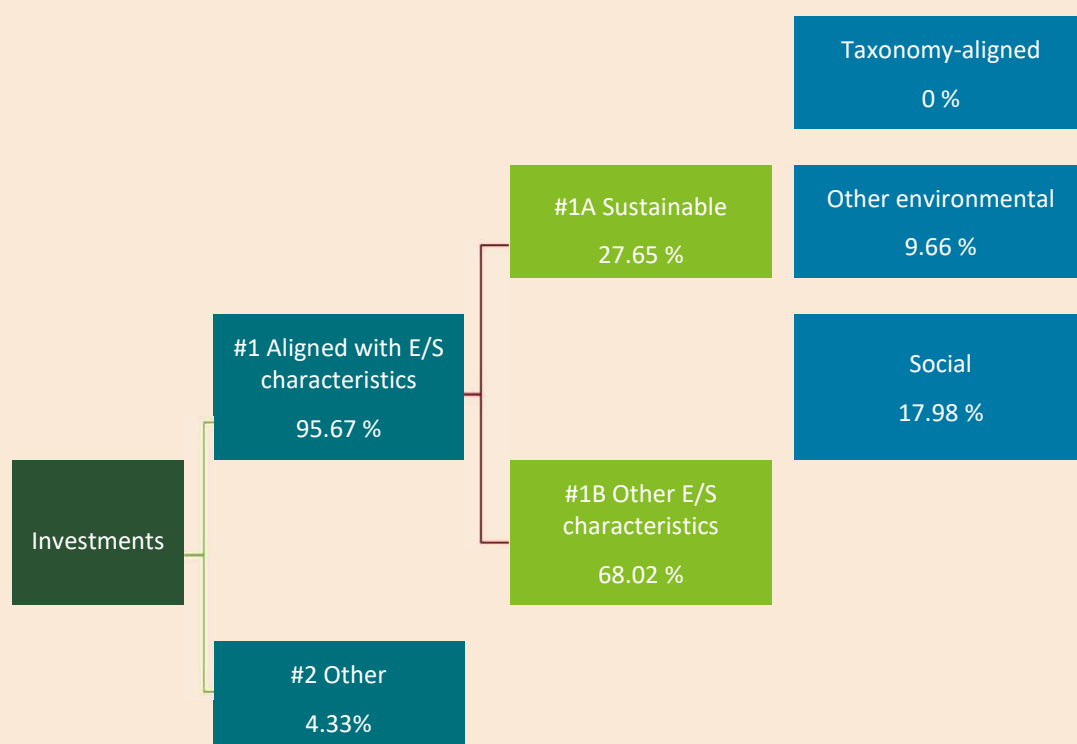 Taxonomy-aligned
0 %
#1A Sustainable
27.65 %
Other environmental
9.66 %
#1 Aligned with E/S
characteristics
95.67 %
Social
17.98 %
Investments
#1B Other E/S
characteristics
68.02 %
#2 Other
4.33%